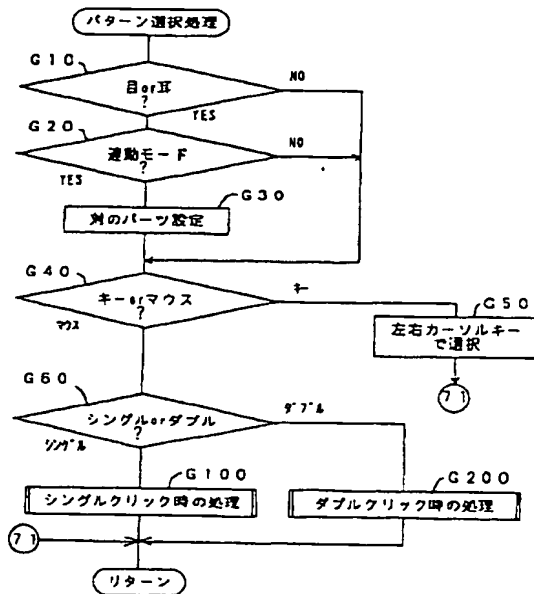 パターン選択処理
G10
目or耳
?
NO
YES
G20
連動モード
?
NO
YES
G30
対のパーツ設定
G40
キーorマウス
?
キー
マウス
G50
左右カーソルキー
で選択
71
G60
シングルorダブル
?
ダブル
シングル
G100
シングルクリック時の処理
G200
ダブルクリック時の処理
71
リターン